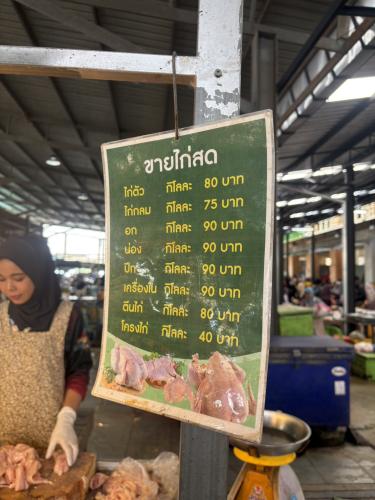 ขายไก่สด
ไก่ตัว กิโลละ 80 บาท
ไก่กลม กิโลละ 75 บาท
อก กิโลละ 90 บาท
น่อง กิโลละ 90 บาท
ปีก กิโลละ 90 บาท
เครื่องใน กิโลละ 90 บาท
ตีนไก่ กิโลละ 80 บาท
โครงไก่ กิโลละ 40 บาท